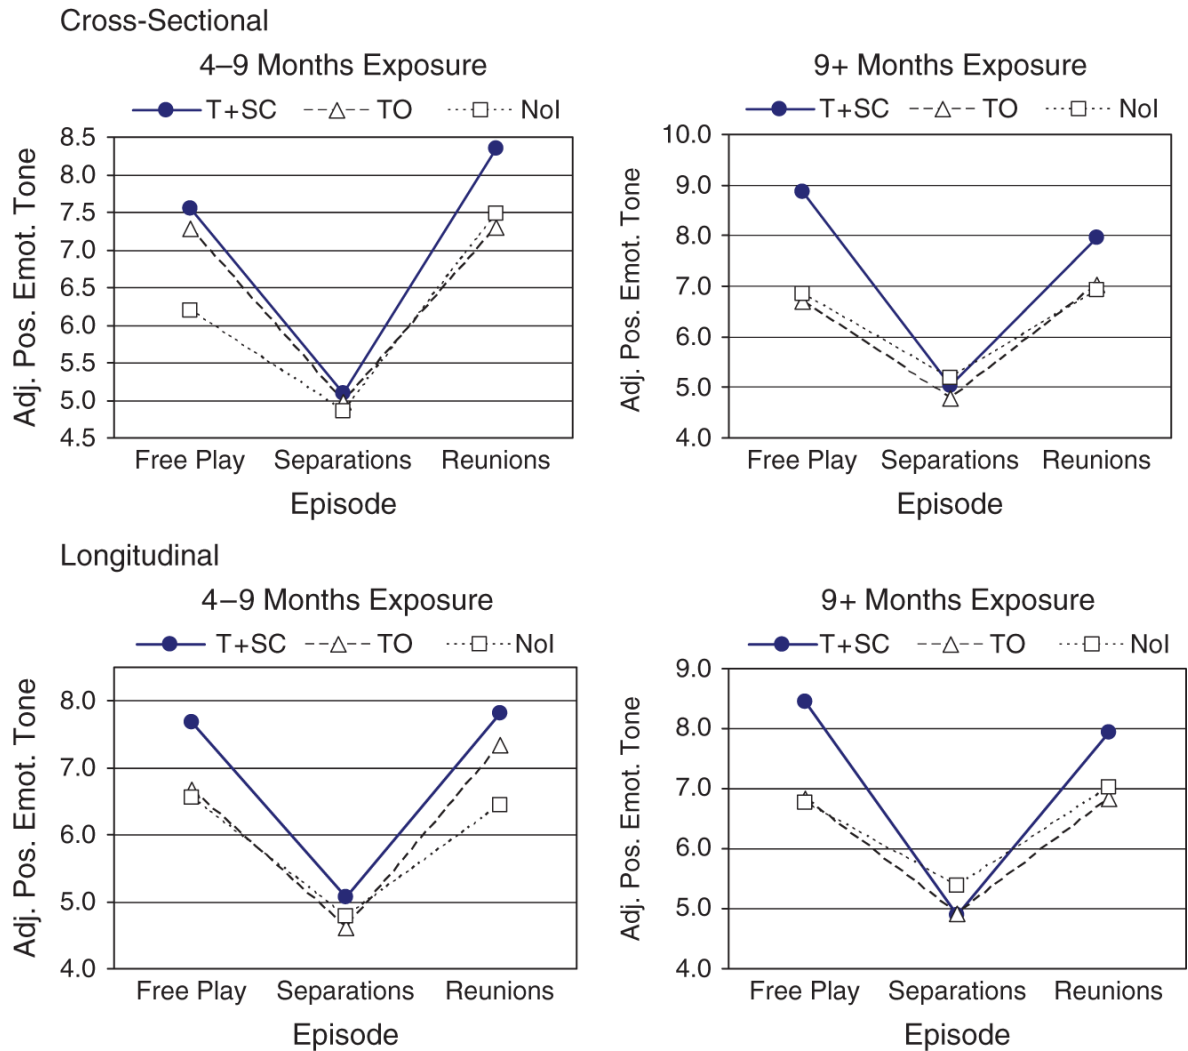 Cross-Sectional
4–9 Months Exposure
T+SC TO NoI
Adj. Pos. Emot. Tone
8.5
8.0
7.5
7.0
6.5
6.0
5.5
5.0
4.5
Free Play Separations Reunions
Episode
9+ Months Exposure
T+SC TO NoI
Adj. Pos. Emot. Tone
10.0
9.0
8.0
7.0
6.0
5.0
4.0
Free Play Separations Reunions
Episode
Longitudinal
4–9 Months Exposure
T+SC TO NoI
Adj. Pos. Emot. Tone
8.0
7.0
6.0
5.0
4.0
Free Play Separations Reunions
Episode
9+ Months Exposure
T+SC TO NoI
Adj. Pos. Emot. Tone
9.0
8.0
7.0
6.0
5.0
4.0
Free Play Separations Reunions
Episode